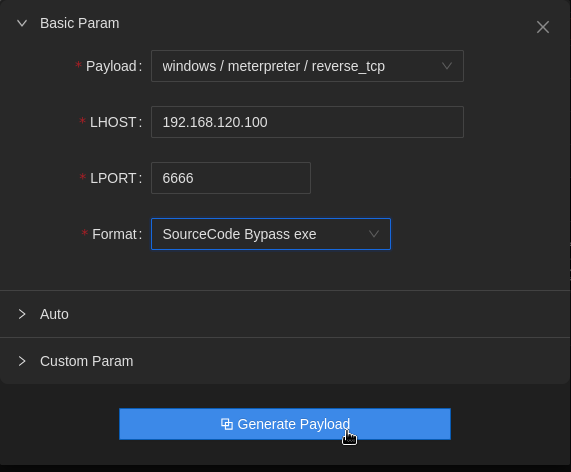 Basic Param
* Payload: windows / meterpreter / reverse_tcp
* LHOST: 192.168.120.100
* LPORT: 6666
* Format: SourceCode Bypass exe
Auto
Custom Param
Generate Payload